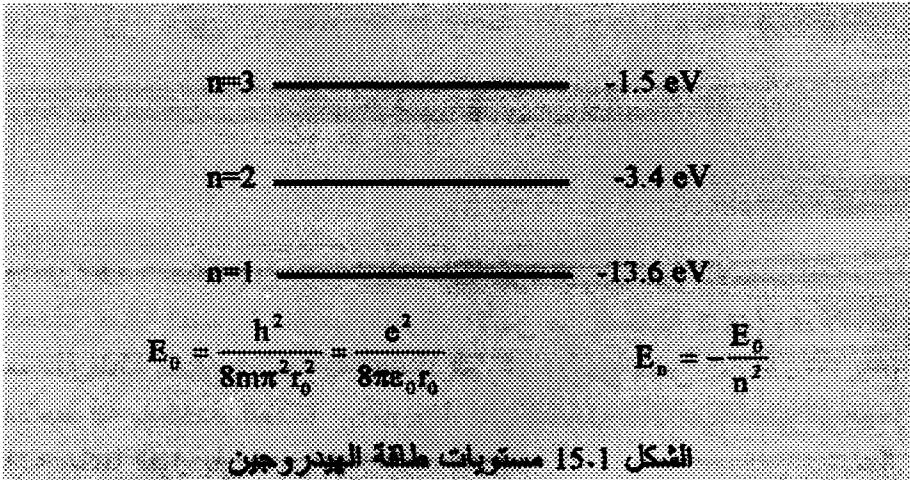 n=3 -1.5 eV
n=2 -3.4 eV
n=1 -13.6 eV
E₀ = h²/8mπ²r₀² = e²/8πε₀r₀ Eₙ = -E₀/n²
الشكل 15.1 مستويات طاقة الهيدروجين